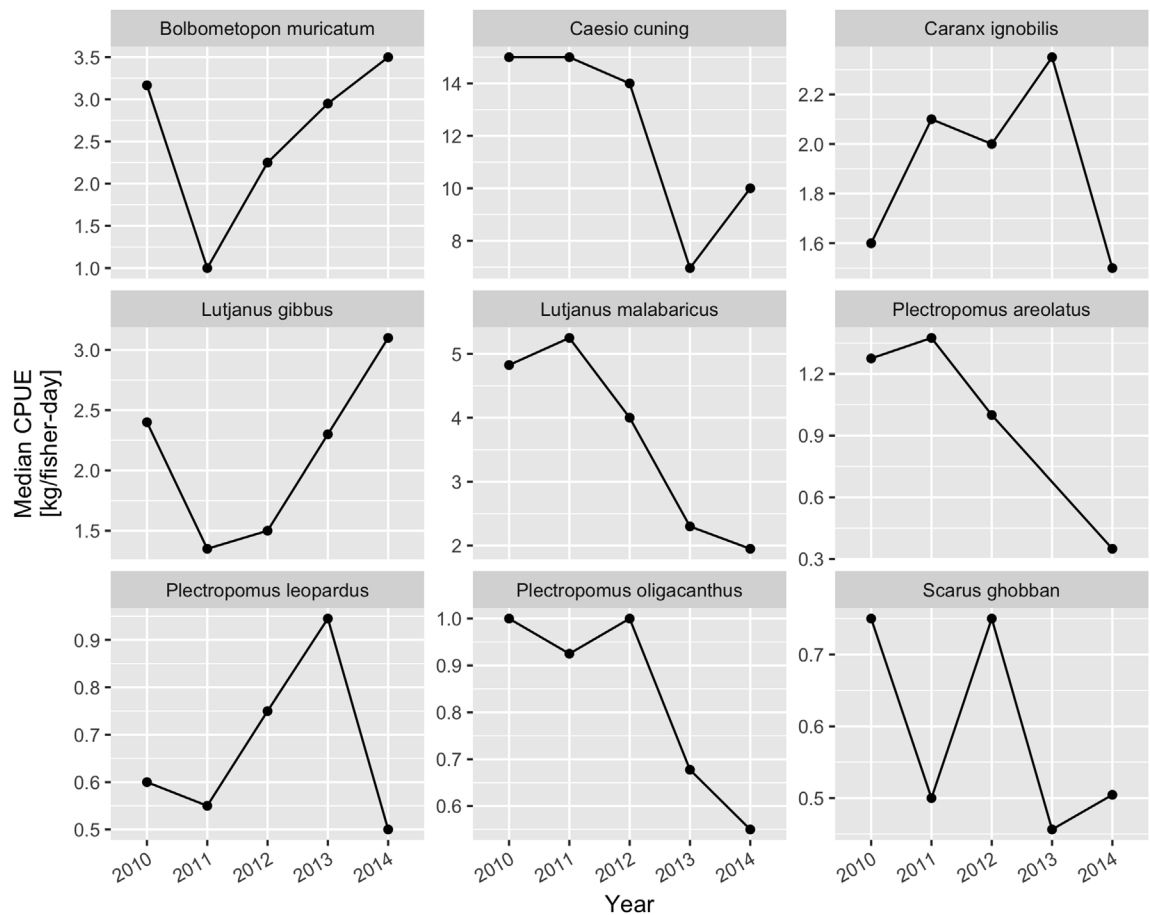 Bolbometopon muricatum
Caesio cuning
Caranx ignobilis
3.5
3.0
2.5
2.0
1.5
1.0
14
12
10
8
2.2
2.0
1.8
1.6
Lutjanus gibbus
Lutjanus malabaricus
Plectropomus areolatus
Median CPUE
[kg/fisher-day]
3.0
2.5
2.0
1.5
5
4
3
2
1.2
0.9
0.6
0.3
Plectropomus leopardus
Plectropomus oligacanthus
Scarus ghobban
0.9
0.8
0.7
0.6
0.5
1.0
0.9
0.8
0.7
0.6
0.7
0.6
0.5
2010 2011 2012 2013 2014
2010 2011 2012 2013 2014
2010 2011 2012 2013 2014
Year